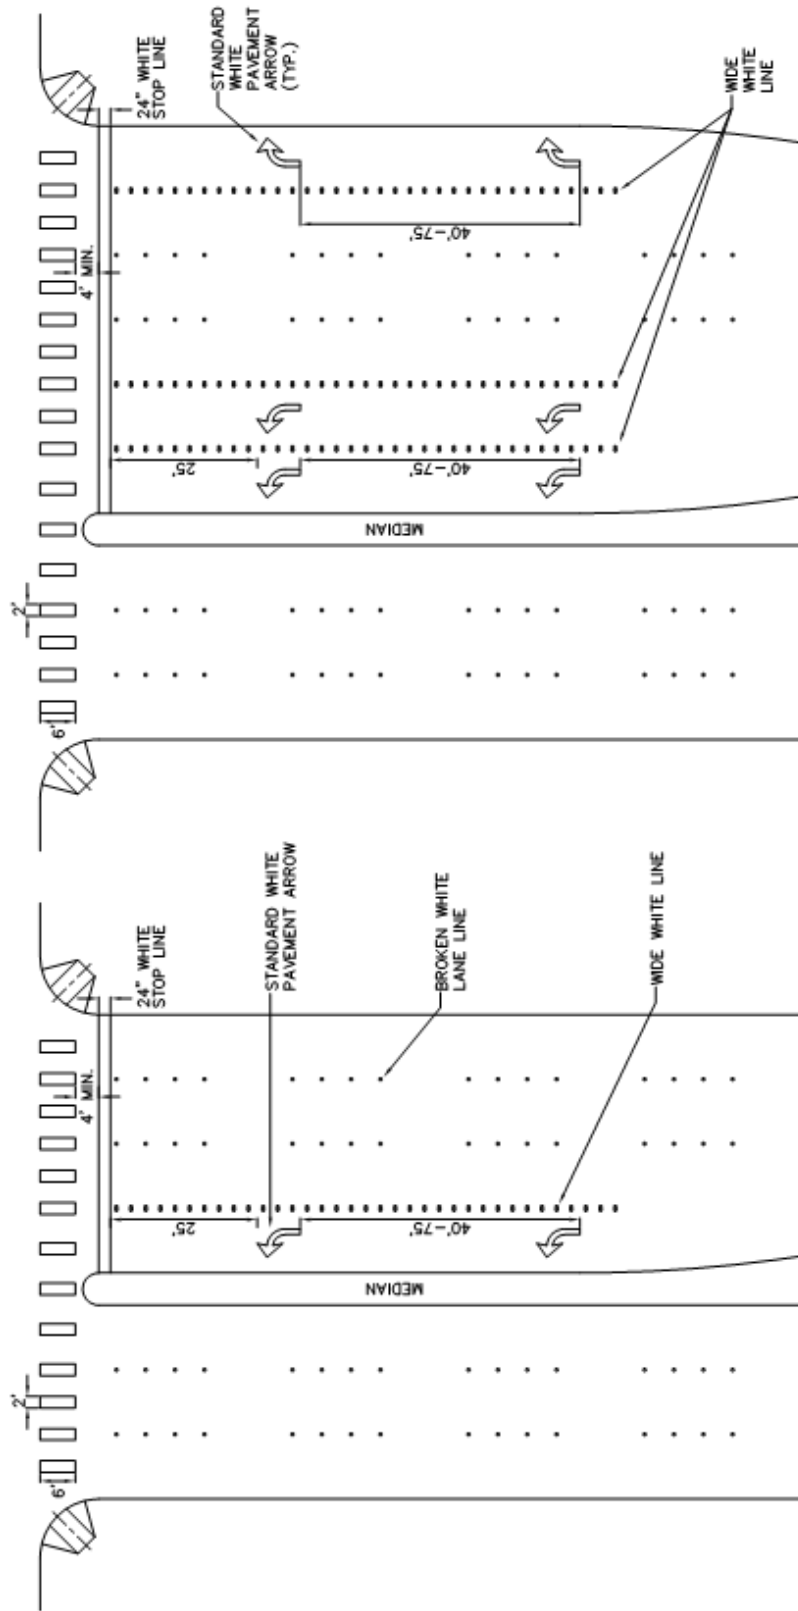 24" WHITE
STOP LINE
STANDARD
WHITE
PAVEMENT
ARROW
(TYP.)
WIDE
WHITE
LINE
4' MIN.
40'-75'
25'
40'-75'
MEDIAN
2'
6'
24" WHITE
STOP LINE
STANDARD WHITE
PAVEMENT ARROW
BROKEN WHITE
LANE LINE
WIDE WHITE LINE
4' MIN.
25'
40'-75'
MEDIAN
2'
6'